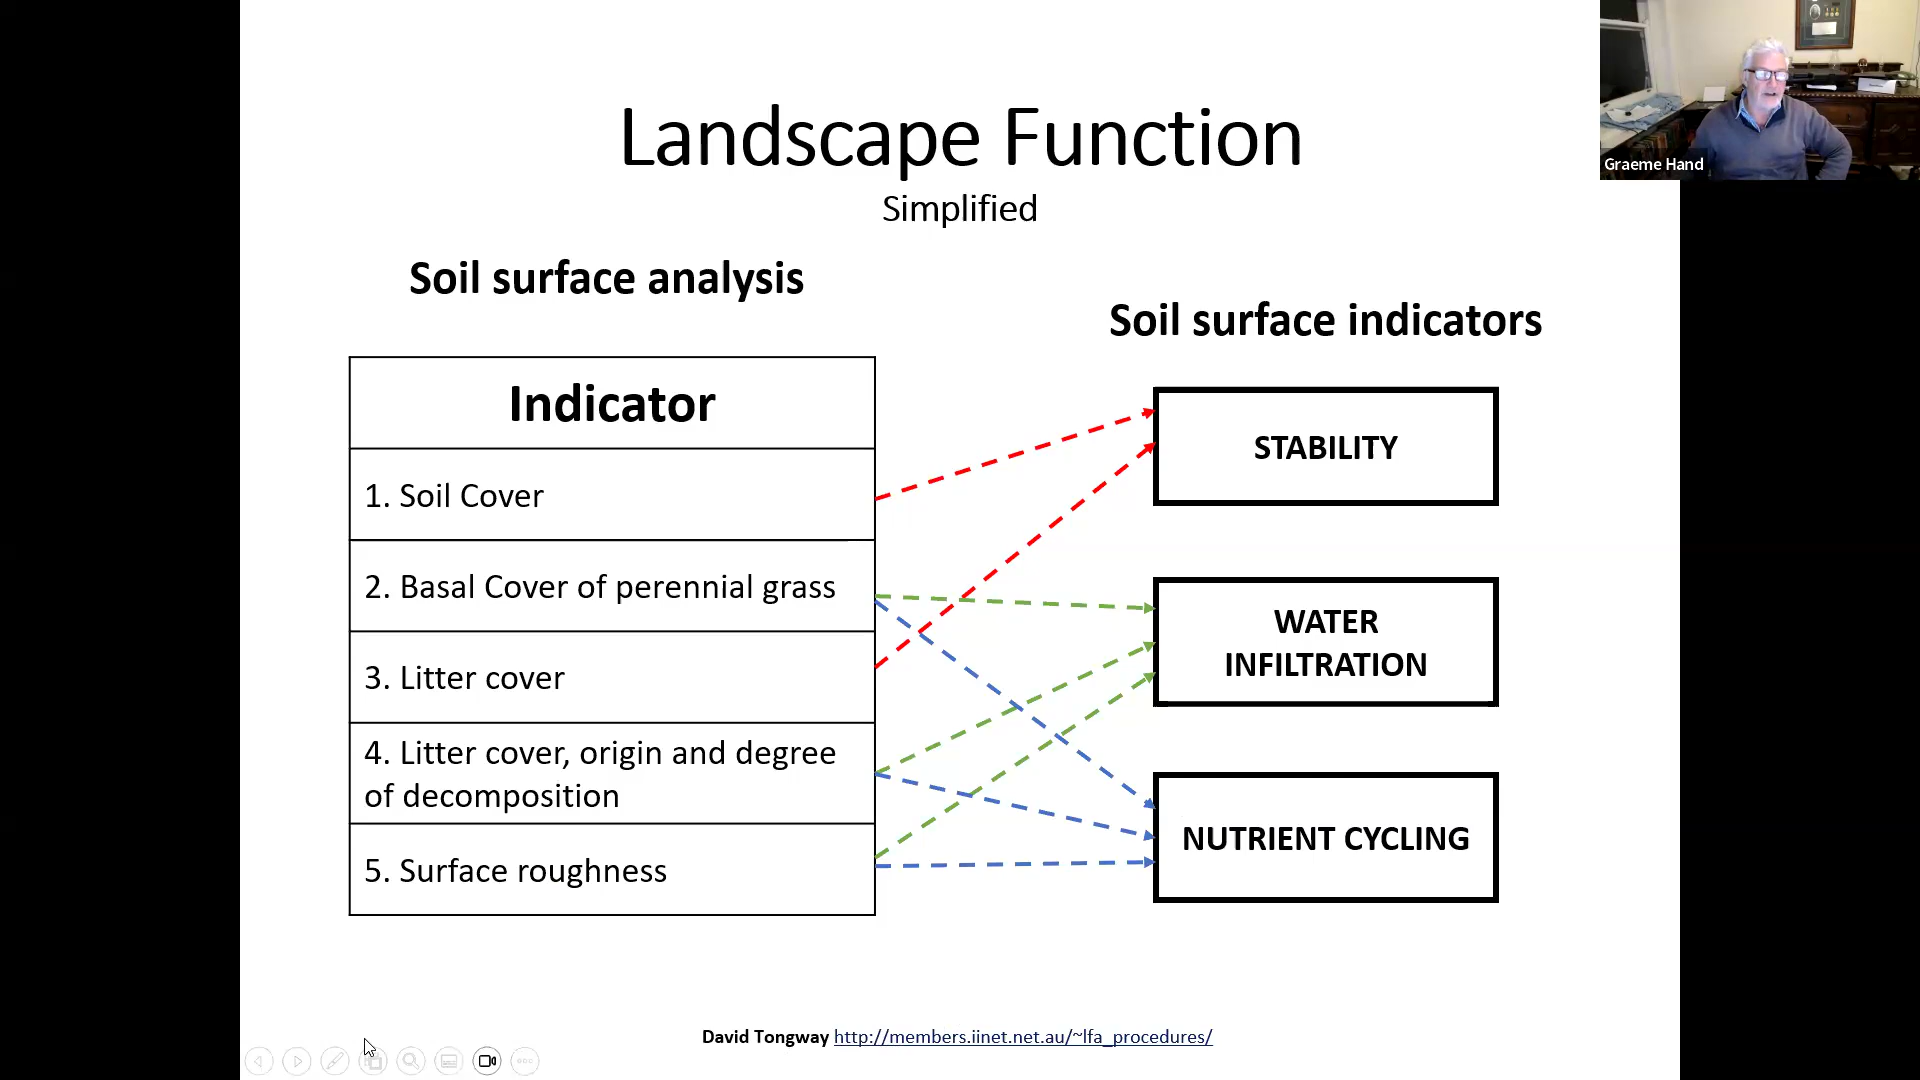 Landscape Function
Simplified
Soil surface analysis
Soil surface indicators
Indicator
1. Soil Cover
2. Basal Cover of perennial grass
3. Litter cover
4. Litter cover, origin and degree
of decomposition
5. Surface roughness
STABILITY
WATER
INFILTRATION
NUTRIENT CYCLING
David Tongway http://members.iinet.net.au/~lfa_procedures/
Graeme Hand